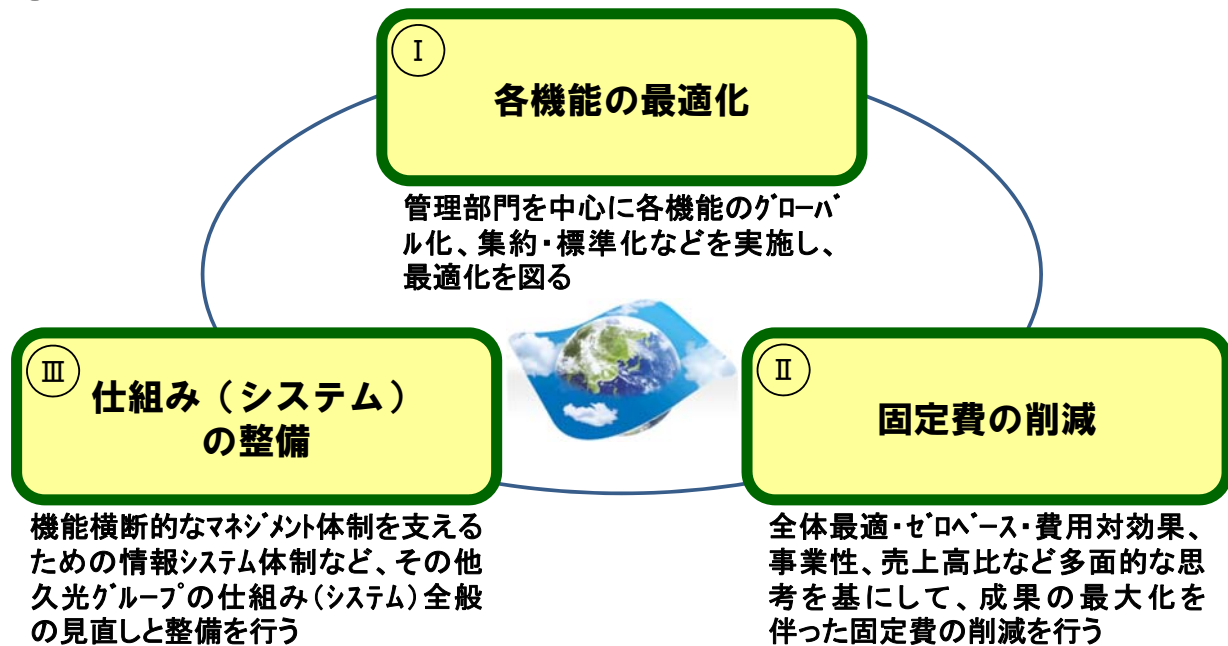 Ⅰ
各機能の最適化
管理部門を中心に各機能のｸﾞﾛｰﾊﾞ
ﾙ化、集約・標準化などを実施し、
最適化を図る
Ⅲ
仕組み（システム）
の整備
機能横断的なﾏﾈｼﾞﾒﾝﾄ体制を支える
ための情報ｼｽﾃﾑ体制など、その他
久光ｸﾞﾙｰﾌﾟの仕組み（ｼｽﾃﾑ）全般
の見直しと整備を行う
Ⅱ
固定費の削減
全体最適・ｾﾞﾛﾍﾞｰｽ・費用対効果、
事業性、売上高比など多面的な思
考を基にして、成果の最大化を
伴った固定費の削減を行う